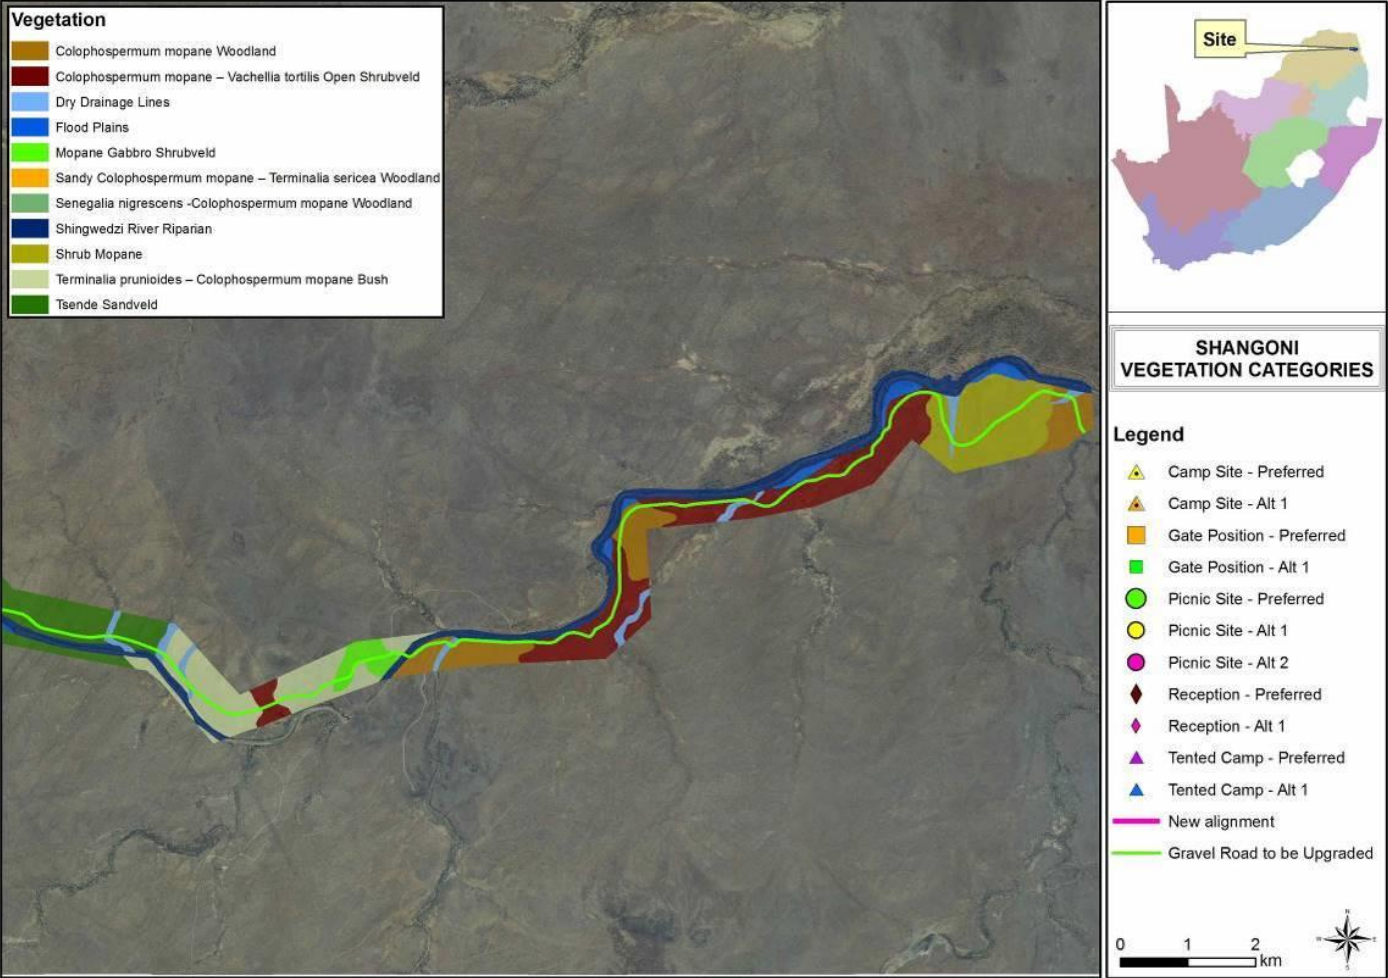 Vegetation
Colophospermum mopane Woodland
Colophospermum mopane – Vachellia tortilis Open Shrubveld
Dry Drainage Lines
Flood Plains
Mopane Gabbro Shrubveld
Sandy Colophospermum mopane – Terminalia sericea Woodland
Senegalia nigrescens -Colophospermum mopane Woodland
Shingwedzi River Riparian
Shrub Mopane
Terminalia prunioides – Colophospermum mopane Bush
Tsende Sandveld
Site
SHANGONI
VEGETATION CATEGORIES
Legend
Camp Site - Preferred
Camp Site - Alt 1
Gate Position - Preferred
Gate Position - Alt 1
Picnic Site - Preferred
Picnic Site - Alt 1
Picnic Site - Alt 2
Reception - Preferred
Reception - Alt 1
Tented Camp - Preferred
Tented Camp - Alt 1
New alignment
Gravel Road to be Upgraded
N
W E
S
0 1 2
km